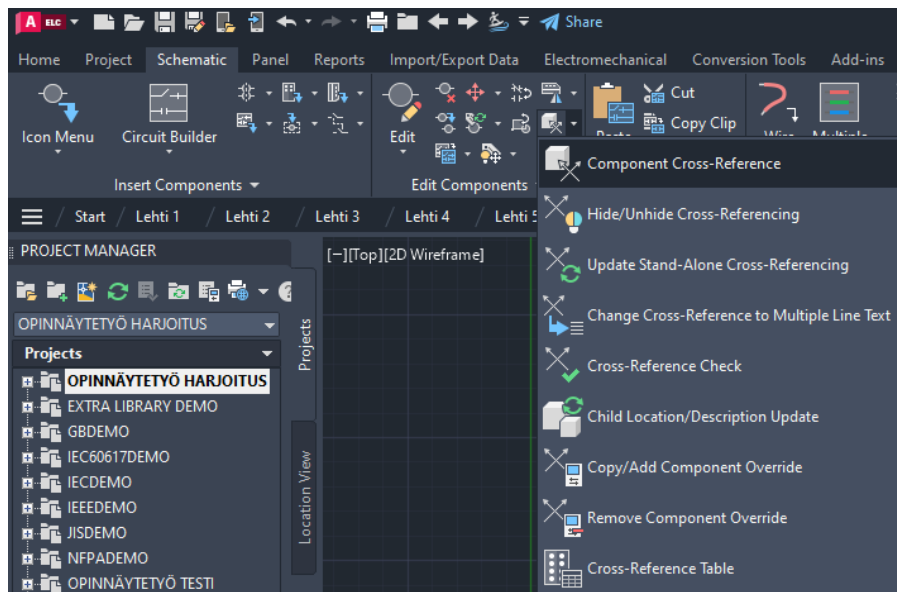 A ELC Share
Home Project Schematic Panel Reports Import/Export Data Electromechanical Conversion Tools Add-ins
Icon Menu Circuit Builder Edit Cut
Copy Clip
Insert Components Edit Components
Component Cross-Reference
Hide/Unhide Cross-Referencing
Update Stand-Alone Cross-Referencing
Change Cross-Reference to Multiple Line Text
Cross-Reference Check
Child Location/Description Update
Copy/Add Component Override
Remove Component Override
Cross-Reference Table
/ Start / Lehti 1 / Lehti 2 / Lehti 3 / Lehti 4 / Lehti 5
PROJECT MANAGER
[−][Top][2D Wireframe]
OPINNÄYTETYÖ HARJOITUS
Projects
OPINNÄYTETYÖ HARJOITUS
EXTRA LIBRARY DEMO
GBDEMO
IEC60617DEMO
IECDEMO
IEEEDEMO
JISDEMO
NFPADEMO
OPINNÄYTETYÖ TESTI
Projects
Location View